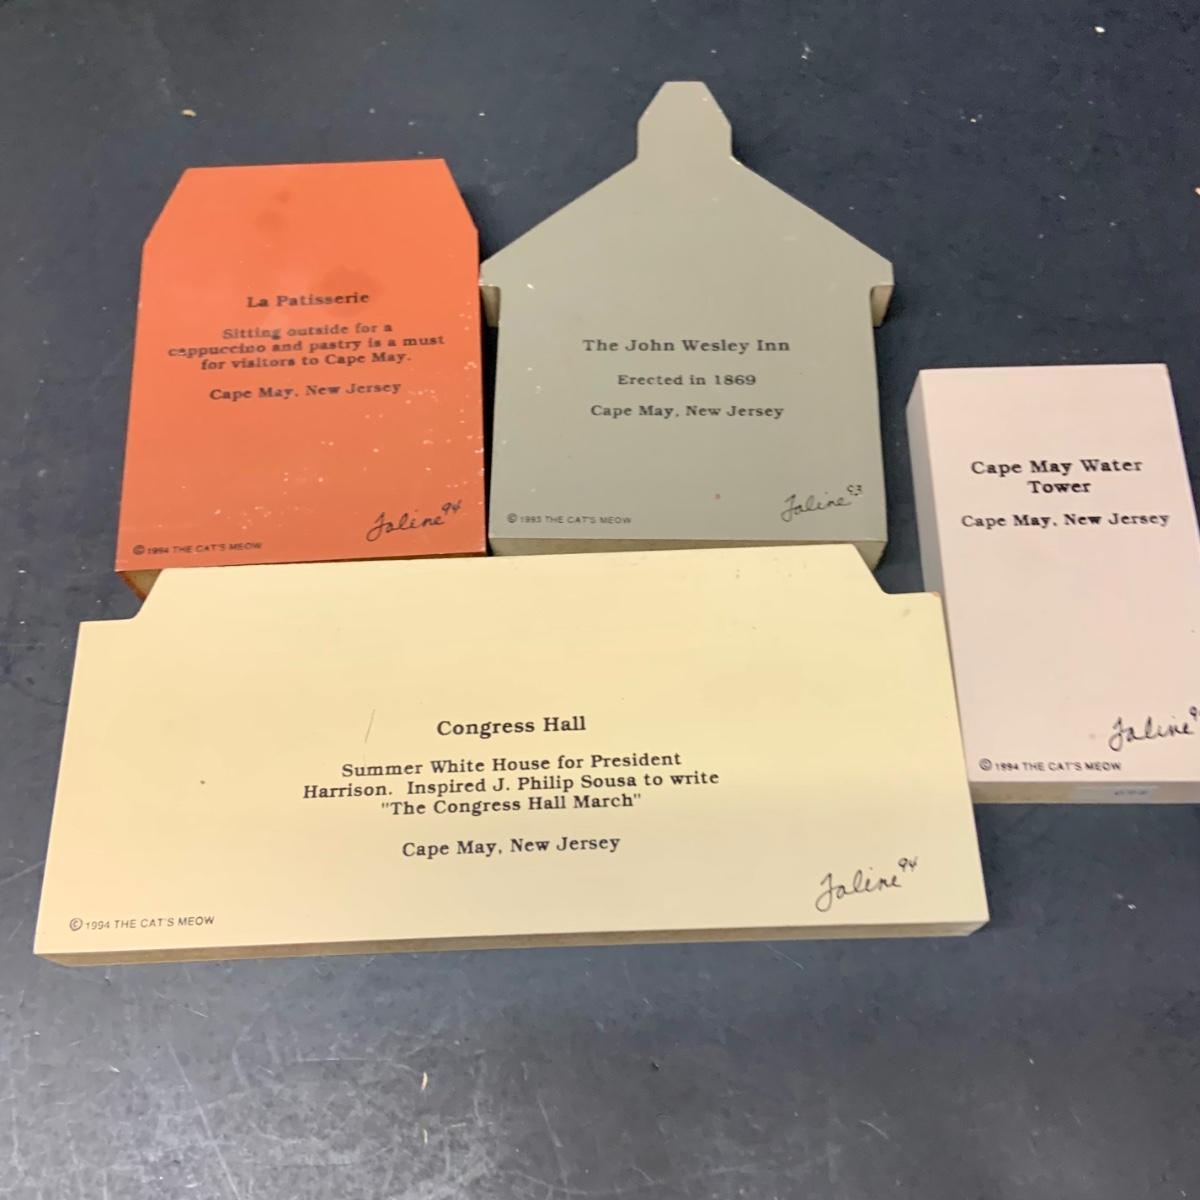 La Patisserie
Sitting outside for a
cappuccino and pastry is a must
for visitors to Cape May.
Cape May, New Jersey
Faline 94
© 1994 THE CAT'S MEOW
The John Wesley Inn
Erected in 1869
Cape May, New Jersey
Faline 93
© 1993 THE CAT'S MEOW
Cape May Water
Tower
Cape May, New Jersey
Faline
© 1994 THE CAT'S MEOW
Congress Hall
Summer White House for President
Harrison. Inspired J. Philip Sousa to write
"The Congress Hall March"
Cape May, New Jersey
Faline 94
© 1994 THE CAT'S MEOW